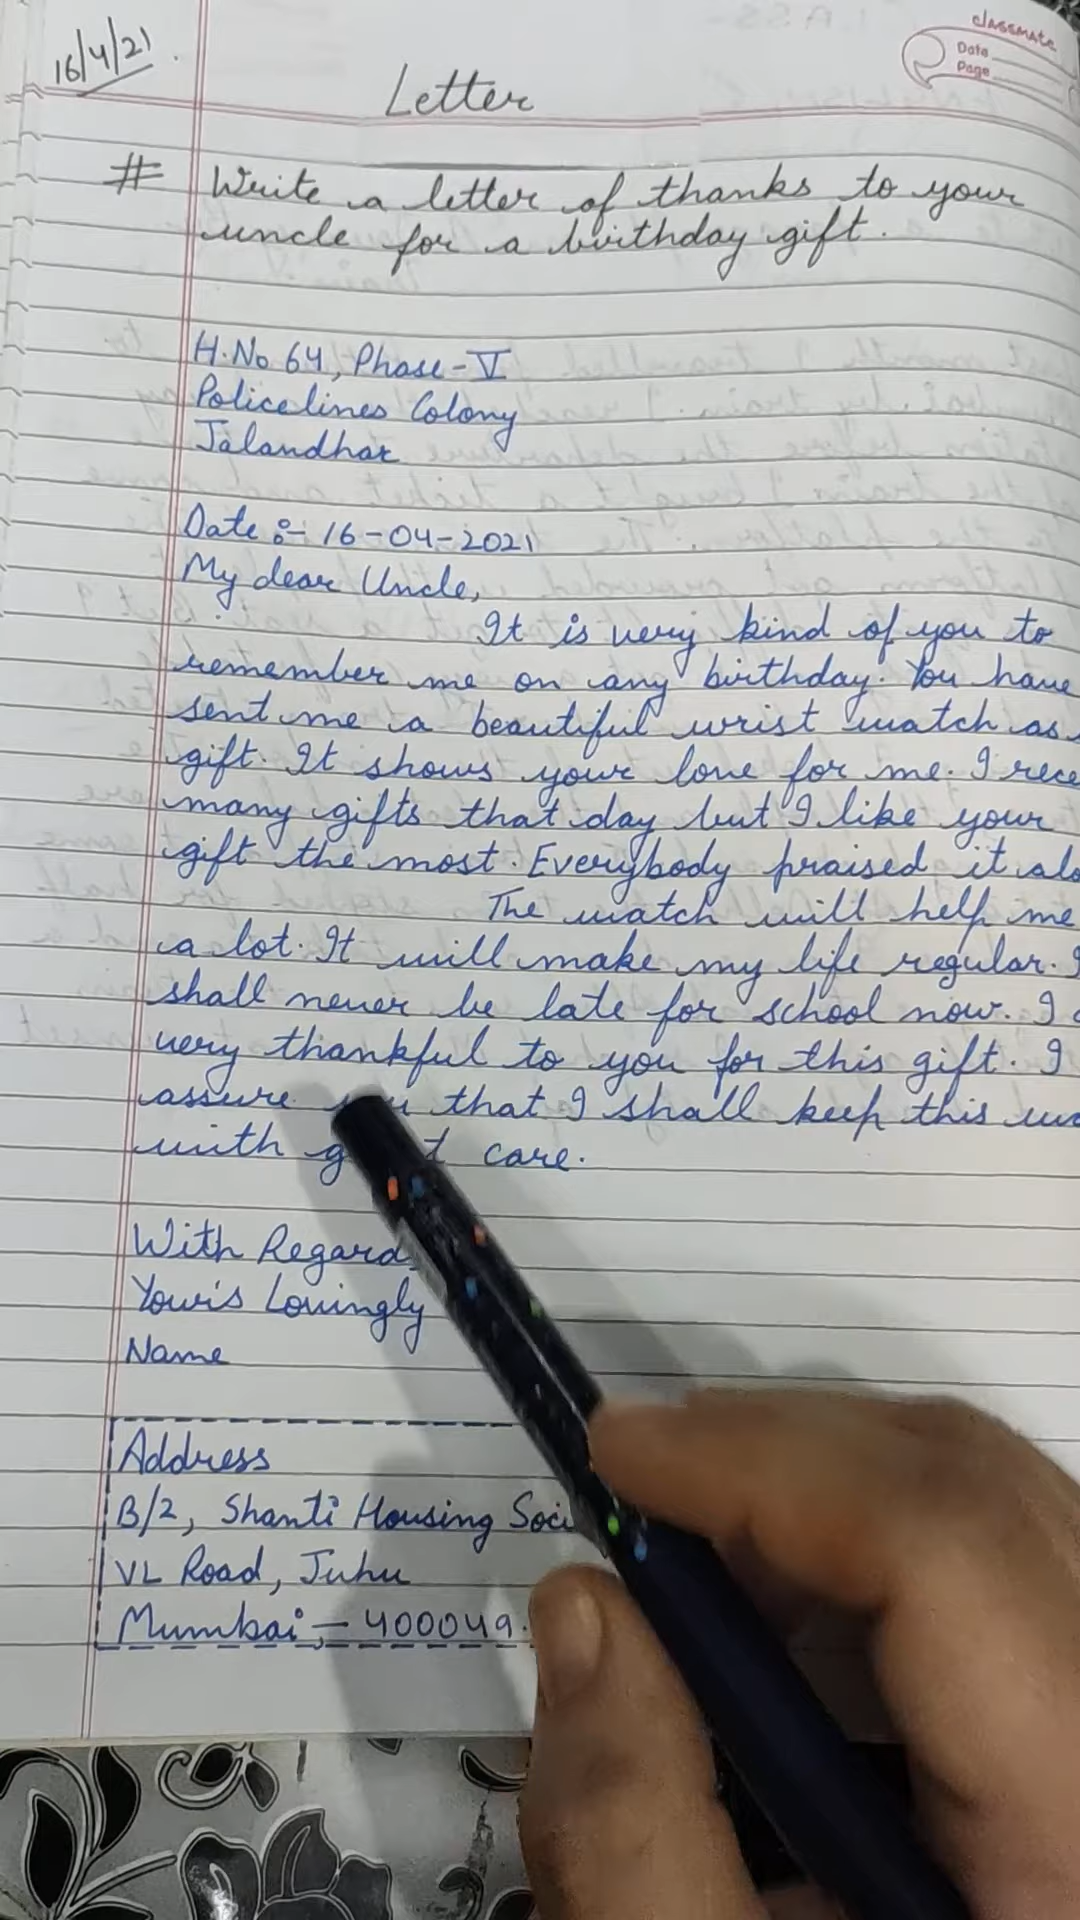 16/4/21
classmate
Date
Page
Letter
# Write a letter of thanks to your
uncle for a birthday gift.
H.No 64, Phase-V
Policelines Colony
Jalandhar
Date :- 16-04-2021
My dear Uncle,
It is very kind of you to
remember me on any birthday. You have
sent me a beautiful wrist watch as
gift. It shows your love for me. I
many gifts that day but I like your
gift the most. Everybody praised it
The watch will help me
a lot. It will make my life regular.
shall never be late for school now. I
very thankful to you for this gift. I
assure that I shall keep this
with care.
With Regard
Your's Lovingly
Name
Address
B/2, Shanti Housing
VL Road, Juhu
Mumbai,- 400049.